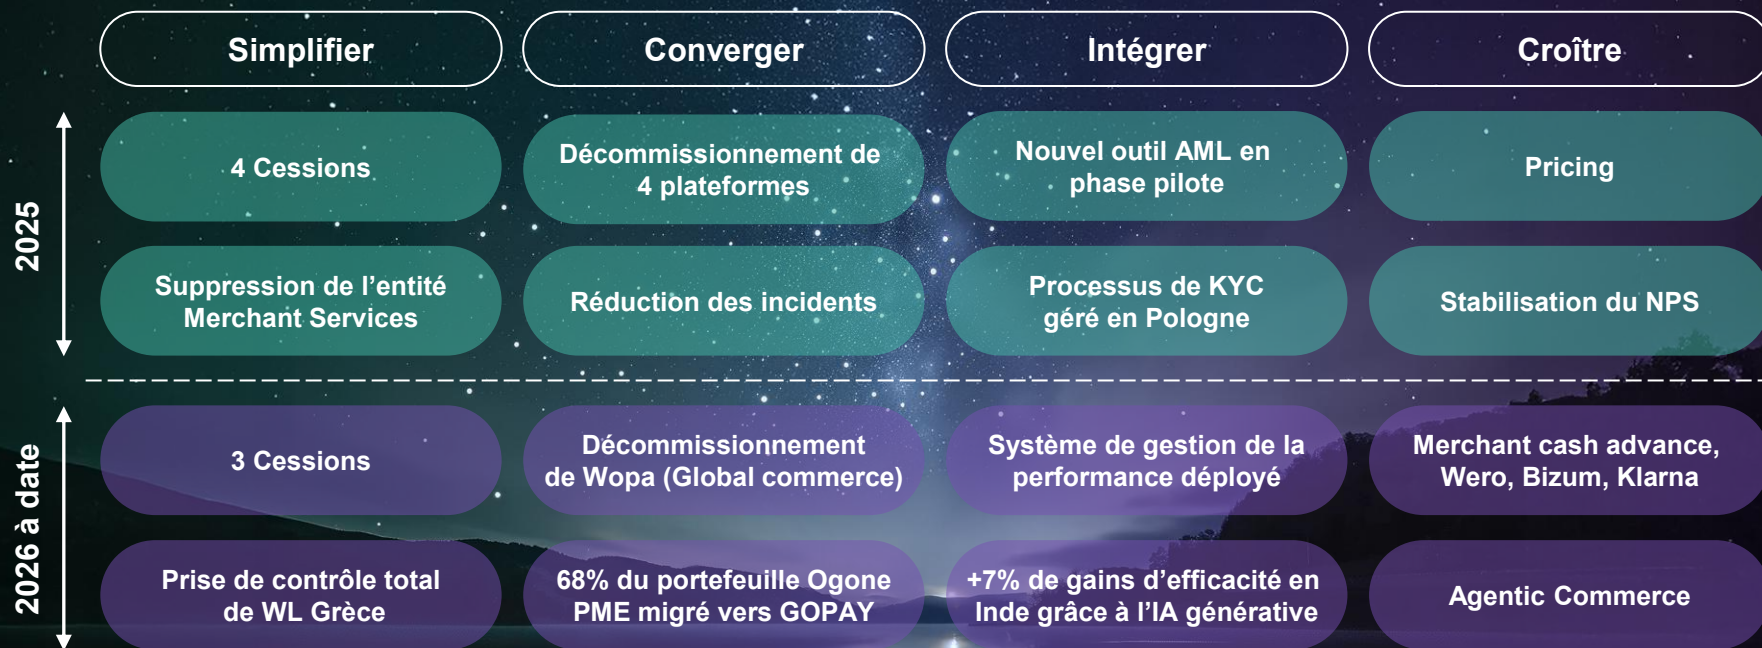 Simplifier
Converger
Intégrer
Croître
2025
4 Cessions
Décommissionnement de
4 plateformes
Nouvel outil AML en
phase pilote
Pricing
Suppression de l’entité
Merchant Services
Réduction des incidents
Processus de KYC
géré en Pologne
Stabilisation du NPS
2026 à date
3 Cessions
Décommissionnement
de Wopa (Global commerce)
Système de gestion de la
performance déployé
Merchant cash advance,
Wero, Bizum, Klarna
Prise de contrôle total
de WL Grèce
68% du portefeuille Ogone
PME migré vers GOPAY
+7% de gains d’efficacité en
Inde grâce à l’IA générative
Agentic Commerce